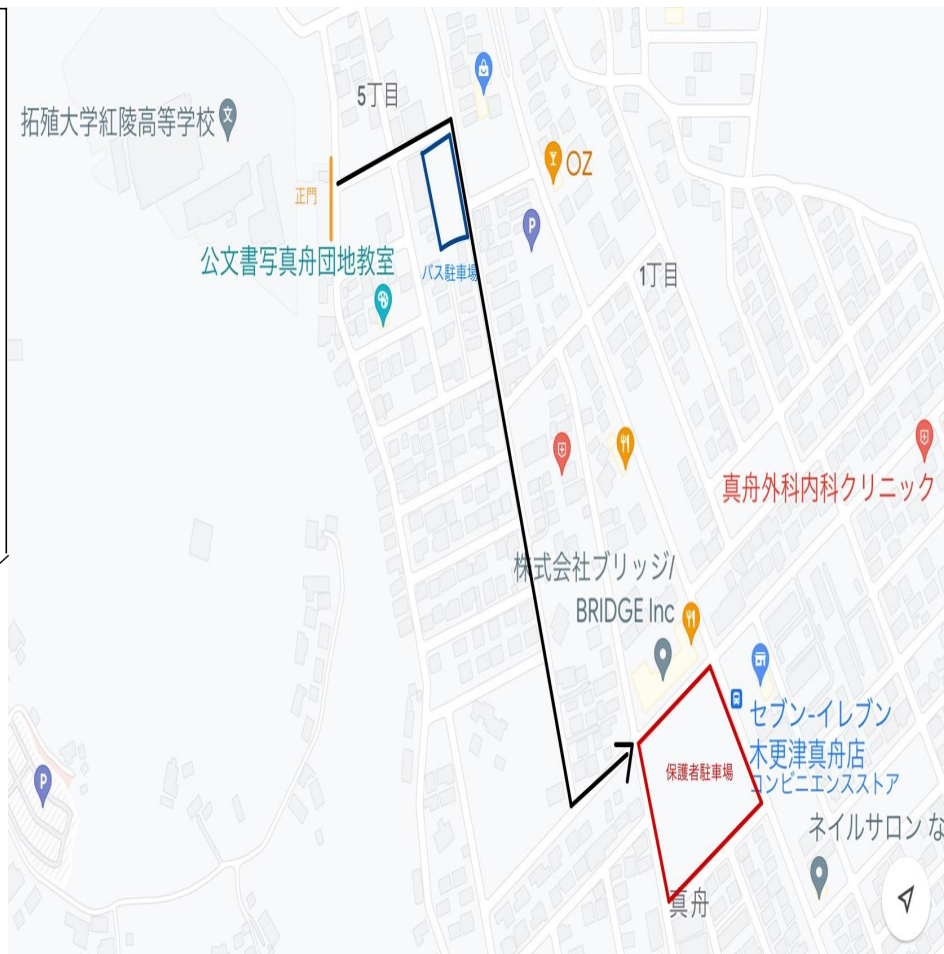 5丁目
拓殖大学紅陵高等学校
文
OZ
正門
P
公文書写真舟団地教室
バス駐車場
1丁目
真舟外科内科クリニック
株式会社ブリッジ/
BRIDGE Inc
セブン-イレブン
木更津真舟店
コンビニエンスストア
保護者駐車場
P
ネイルサロン な
真舟